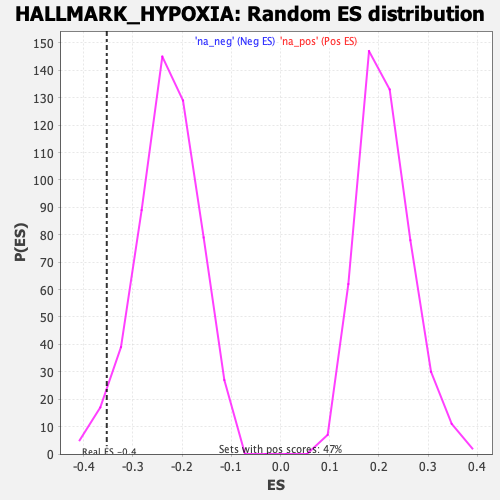 HALLMARK_HYPOXIA: Random ES distribution
'na_neg' (Neg ES) 'na_pos' (Pos ES)
150
140
130
120
110
100
90
80
70
60
50
40
30
20
10
0
P(ES)
Real ES -0.4
Sets with pos scores: 47%
-0.4 -0.3 -0.2 -0.1 0.0 0.1 0.2 0.3 0.4
ES